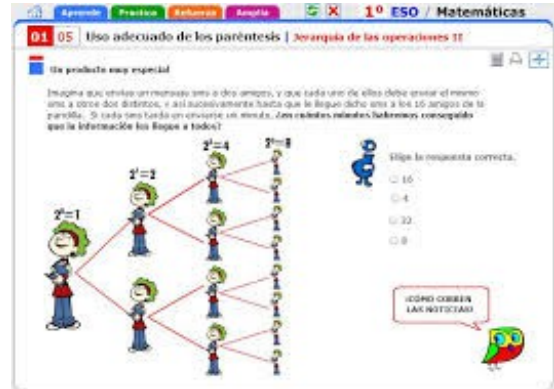 Aprende Practica Refuerza Amplía 1º ESO / Matemáticas
01 05 Uso adecuado de los paréntesis | Jerarquía de las operaciones II
Un producto muy especial
Imagina que envías un mensaje sms a dos amigos, y que cada uno de ellos debe enviar el mismo
sms a otros dos distintos, y así sucesivamente hasta que le llegue dicho sms a los 16 amigos de la
pandilla. Si cada sms tarda en enviarse un minuto, ¿en cuántos minutos habremos conseguido
que la información les llegue a todos?
2⁰=1
2¹=2
2²=4
2³=8
Elige la respuesta correcta.
16
4
32
8
¡CÓMO CORREN
LAS NOTICIAS!